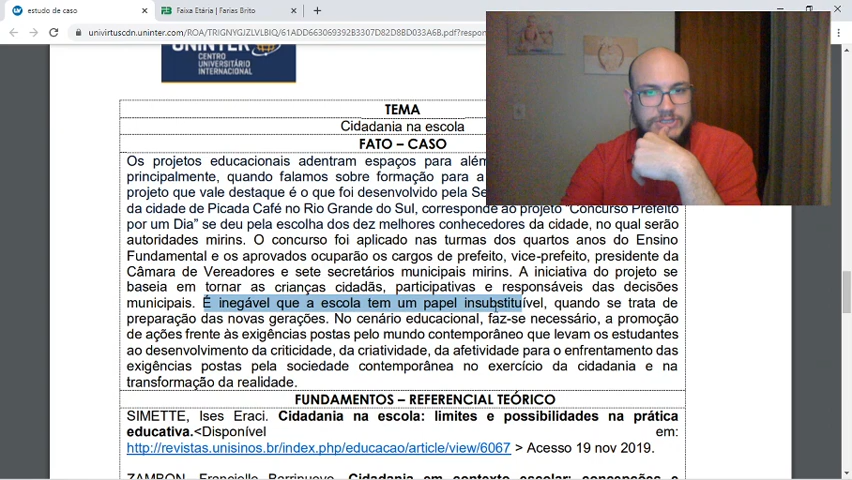 estudo de caso
Faixa Etária | Farias Brito
univirtuscdn.uninter.com/ROA/TRIGNYGJZLVLBIQ/61ADD663069392B3307D82D8BD033A6B.pdf?respon
UNINTER
CENTRO
UNIVERSITÁRIO
INTERNACIONAL
TEMA
Cidadania na escola
FATO – CASO
Os projetos educacionais adentram espaços para além
principalmente, quando falamos sobre formação para a
projeto que vale destaque é o que foi desenvolvido pela Se
da cidade de Picada Café no Rio Grande do Sul, corresponde ao projeto “Concurso Prefeito
por um Dia” se deu pela escolha dos dez melhores conhecedores da cidade, no qual serão
autoridades mirins. O concurso foi aplicado nas turmas dos quartos anos do Ensino
Fundamental e os aprovados ocuparão os cargos de prefeito, vice-prefeito, presidente da
Câmara de Vereadores e sete secretários municipais mirins. A iniciativa do projeto se
baseia em tornar as crianças cidadãs, participativas e responsáveis das decisões
municipais. É inegável que a escola tem um papel insubstituível, quando se trata de
preparação das novas gerações. No cenário educacional, faz-se necessário, a promoção
de ações frente às exigências postas pelo mundo contemporâneo que levam os estudantes
ao desenvolvimento da criticidade, da criatividade, da afetividade para o enfrentamento das
exigências postas pela sociedade contemporânea no exercício da cidadania e na
transformação da realidade.
FUNDAMENTOS – REFERENCIAL TEÓRICO
SIMETTE, Ises Eraci. Cidadania na escola: limites e possibilidades na prática
educativa.<Disponível em:
http://revistas.unisinos.br/index.php/educacao/article/view/6067 > Acesso 19 nov 2019.
ZAMBON, Francielle Barrinuevo. Cidadania em contexto escolar: concepções e